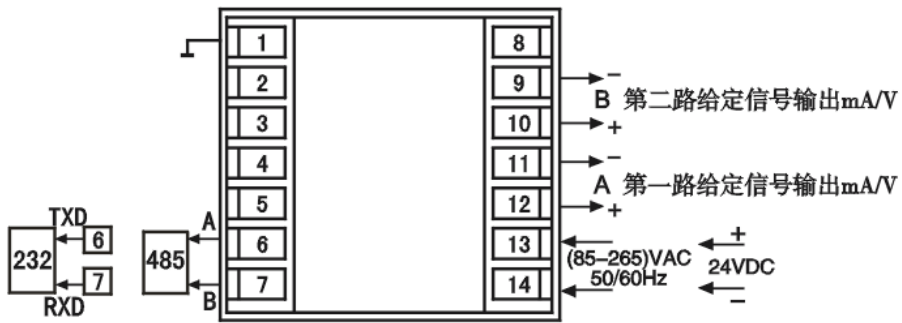 1
2
3
4
5
6
7
8
9
10
11
12
13
14
− B 第二路给定信号输出mA/V
+
− A 第一路给定信号输出mA/V
+
(85−265)VAC
50/60Hz
+
24VDC
−
TXD
6
232
7
RXD
A
485
B